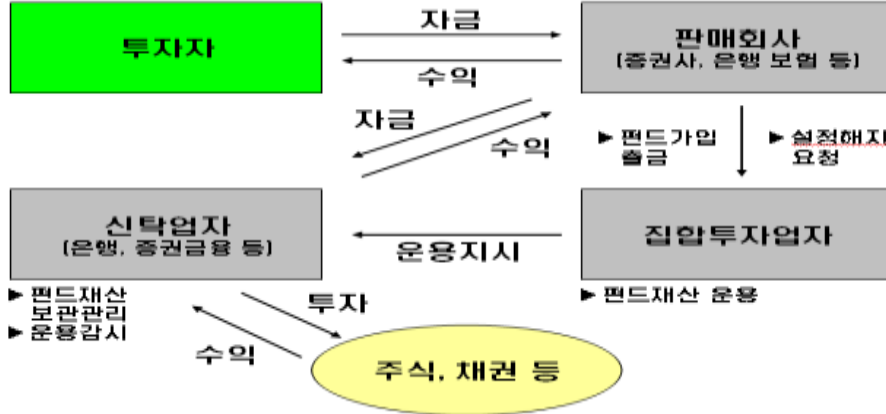 투자자
자금
수익
판매회사
(증권사, 은행 보험 등)
자금
수익
► 펀드가입
출금
► 설정해지
요청
신탁업자
(은행, 증권금융 등)
운용지시
집합투자업자
► 펀드재산
보관관리
► 운용감시
► 펀드재산 운용
투자
수익
주식, 채권 등